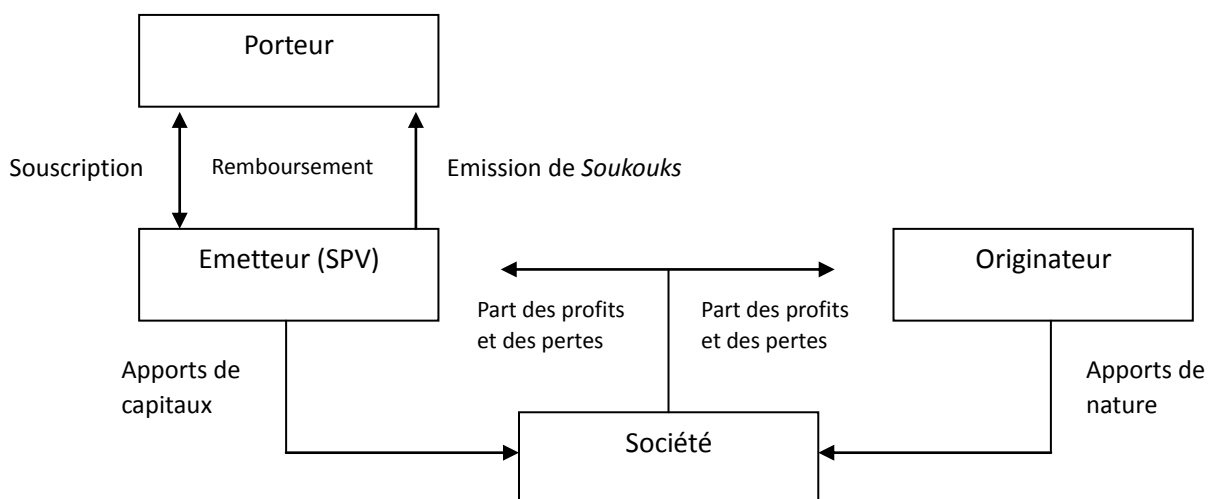 Porteur
Souscription
Remboursement
Emission de Soukouks
Emetteur (SPV)
Originateur
Part des profits
et des pertes
Part des profits
et des pertes
Apports de
capitaux
Apports de
nature
Société